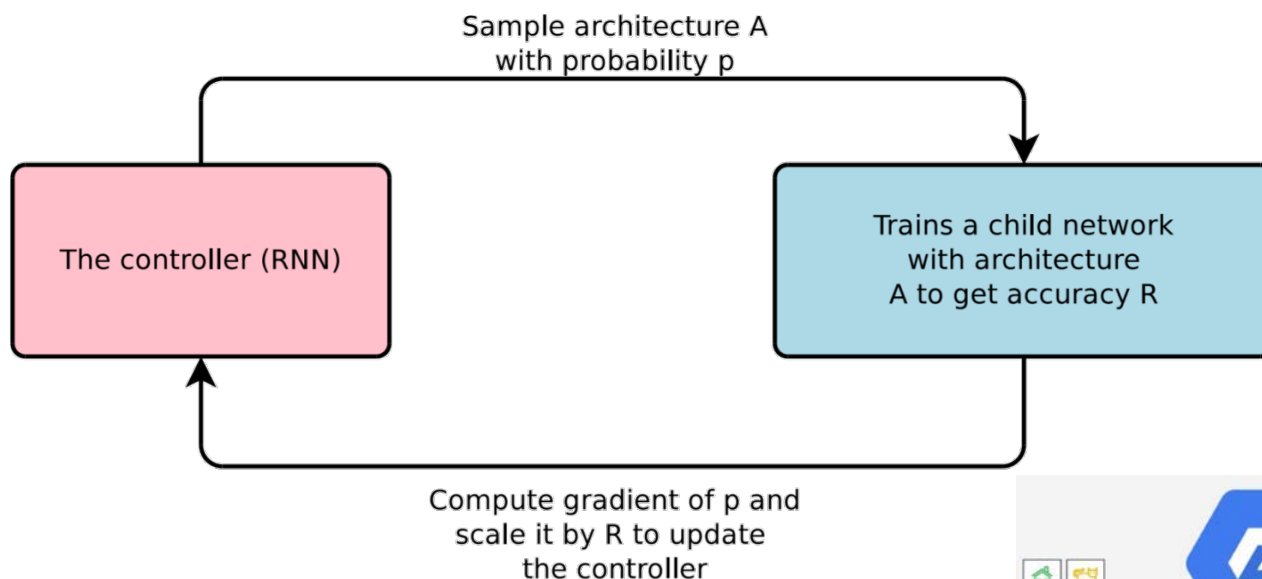 Sample architecture A
with probability p
The controller (RNN)
Trains a child network
with architecture
A to get accuracy R
Compute gradient of p and
scale it by R to update
the controller